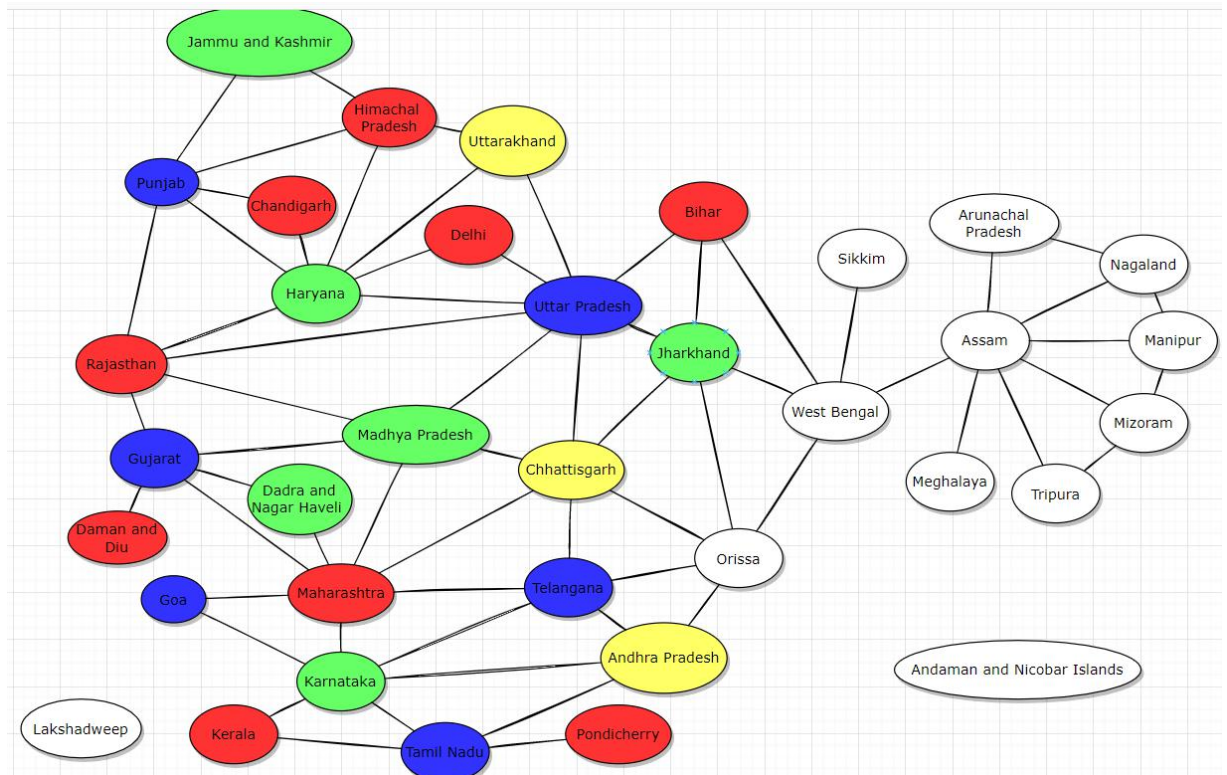 Jammu and Kashmir
Himachal
Pradesh
Uttarakhand
Punjab
Chandigarh
Delhi
Bihar
Arunachal
Pradesh
Sikkim
Nagaland
Haryana
Uttar Pradesh
Assam
Manipur
Rajasthan
Jharkhand
West Bengal
Mizoram
Madhya Pradesh
Gujarat
Chhattisgarh
Meghalaya
Tripura
Dadra and
Nagar Haveli
Daman and
Diu
Orissa
Goa
Maharashtra
Telangana
Andhra Pradesh
Andaman and Nicobar Islands
Karnataka
Lakshadweep
Kerala
Tamil Nadu
Pondicherry